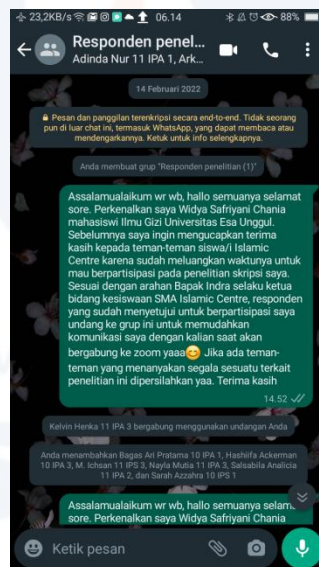 23,2KB/s 06.14 88%
Responden penel...
Adinda Nur 11 IPA 1, Ark...
14 Februari 2022
Pesan dan panggilan terenkripsi secara end-to-end. Tidak seorang
pun di luar chat ini, termasuk WhatsApp, yang dapat membaca atau
mendengarkannya. Ketuk untuk info selengkapnya.
Anda membuat grup "Responden penelitian (1)"
Assalamualaikum wr wb, hallo semuanya selamat
sore. Perkenalkan saya Widya Safriyani Chania
mahasiswi Ilmu Gizi Universitas Esa Unggul.
Sebelumnya saya ingin mengucapkan terima
kasih kepada teman-teman siswa/i Islamic
Centre karena sudah meluangkan waktunya untuk
mau berpartisipasi pada penelitian skripsi saya.
Sesuai dengan arahan Bapak Indra selaku ketua
bidang kesiswaan SMA Islamic Centre, responden
yang sudah menyetujui untuk berpartisipasi saya
undang ke grup ini untuk memudahkan
komunikasi saya dengan kalian saat akan
bergabung ke zoom yaaa😊 Jika ada teman-
teman yang menanyakan segala sesuatu terkait
penelitian ini dipersilahkan yaa. Terima kasih
14.52
Kelvin Henka 11 IPA 3 bergabung menggunakan undangan Anda
Anda menambahkan Bagas Ari Pratama 10 IPA 1, Hashiifa Ackerman
10 IPA 3, M. Ichsan 11 IPS 3, Nayla Mutia 11 IPA 3, Salsabila Analicia
11 IPA 2, dan Sarah Azzahra 10 IPS 1
Assalamualaikum wr wb, hallo semuanya selam
sore. Perkenalkan saya Widya Safriyani Chania
Ketik pesan